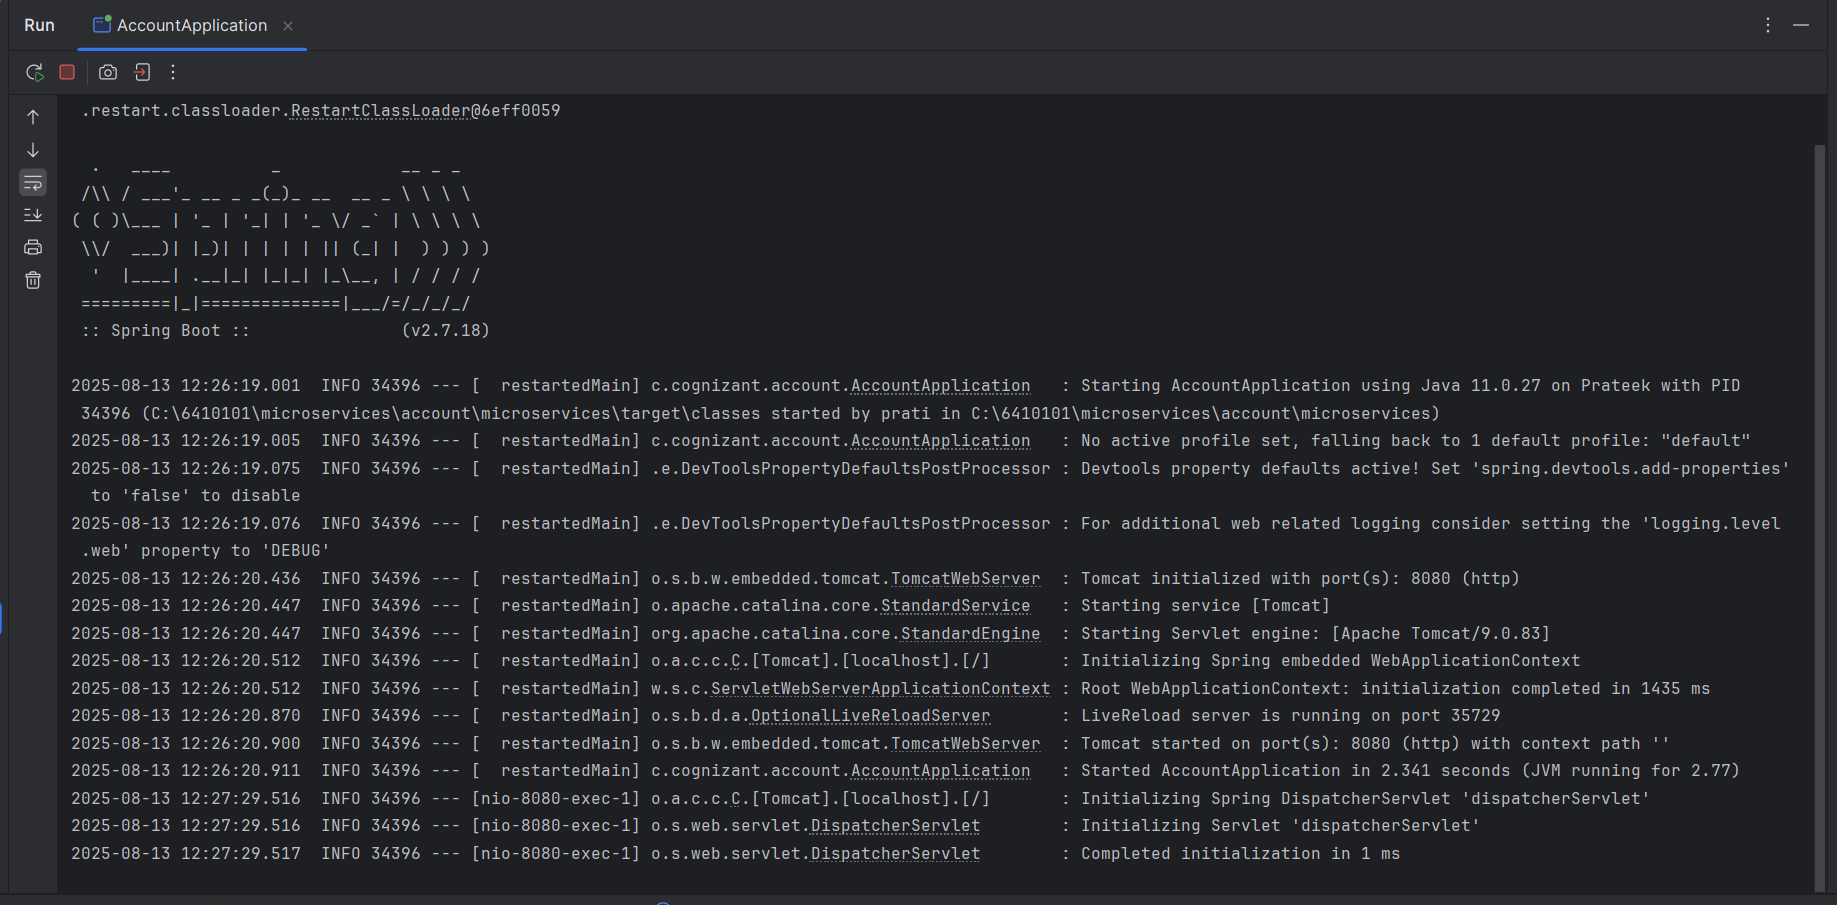 Run AccountApplication
.restart.classloader.RestartClassLoader@6eff0059
  .   ____          _            __ _ _
 /\\ / ___'_ __ _ _(_)_ __  __ _ \ \ \ \
( ( )\___ | '_ | '_| | '_ \/ _` | \ \ \ \
 \\/  ___)| |_)| | | | | || (_| |  ) ) ) )
  '  |____| .__|_| |_|_| |_\__, | / / / /
 =========|_|==============|___/=/_/_/_/
 :: Spring Boot ::               (v2.7.18)
2025-08-13 12:26:19.001  INFO 34396 --- [  restartedMain] c.cognizant.account.AccountApplication   : Starting AccountApplication using Java 11.0.27 on Prateek with PID
 34396 (C:\6410101\microservices\account\microservices\target\classes started by prati in C:\6410101\microservices\account\microservices)
2025-08-13 12:26:19.005  INFO 34396 --- [  restartedMain] c.cognizant.account.AccountApplication   : No active profile set, falling back to 1 default profile: "default"
2025-08-13 12:26:19.075  INFO 34396 --- [  restartedMain] .e.DevToolsPropertyDefaultsPostProcessor : Devtools property defaults active! Set 'spring.devtools.add-properties'
  to 'false' to disable
2025-08-13 12:26:19.076  INFO 34396 --- [  restartedMain] .e.DevToolsPropertyDefaultsPostProcessor : For additional web related logging consider setting the 'logging.level
 .web' property to 'DEBUG'
2025-08-13 12:26:20.436  INFO 34396 --- [  restartedMain] o.s.b.w.embedded.tomcat.TomcatWebServer  : Tomcat initialized with port(s): 8080 (http)
2025-08-13 12:26:20.447  INFO 34396 --- [  restartedMain] o.apache.catalina.core.StandardService   : Starting service [Tomcat]
2025-08-13 12:26:20.447  INFO 34396 --- [  restartedMain] org.apache.catalina.core.StandardEngine  : Starting Servlet engine: [Apache Tomcat/9.0.83]
2025-08-13 12:26:20.512  INFO 34396 --- [  restartedMain] o.a.c.c.C.[Tomcat].[localhost].[/]       : Initializing Spring embedded WebApplicationContext
2025-08-13 12:26:20.512  INFO 34396 --- [  restartedMain] w.s.c.ServletWebServerApplicationContext : Root WebApplicationContext: initialization completed in 1435 ms
2025-08-13 12:26:20.870  INFO 34396 --- [  restartedMain] o.s.b.d.a.OptionalLiveReloadServer       : LiveReload server is running on port 35729
2025-08-13 12:26:20.900  INFO 34396 --- [  restartedMain] o.s.b.w.embedded.tomcat.TomcatWebServer  : Tomcat started on port(s): 8080 (http) with context path ''
2025-08-13 12:26:20.911  INFO 34396 --- [  restartedMain] c.cognizant.account.AccountApplication   : Started AccountApplication in 2.341 seconds (JVM running for 2.77)
2025-08-13 12:27:29.516  INFO 34396 --- [nio-8080-exec-1] o.a.c.c.C.[Tomcat].[localhost].[/]       : Initializing Spring DispatcherServlet 'dispatcherServlet'
2025-08-13 12:27:29.516  INFO 34396 --- [nio-8080-exec-1] o.s.web.servlet.DispatcherServlet        : Initializing Servlet 'dispatcherServlet'
2025-08-13 12:27:29.517  INFO 34396 --- [nio-8080-exec-1] o.s.web.servlet.DispatcherServlet        : Completed initialization in 1 ms